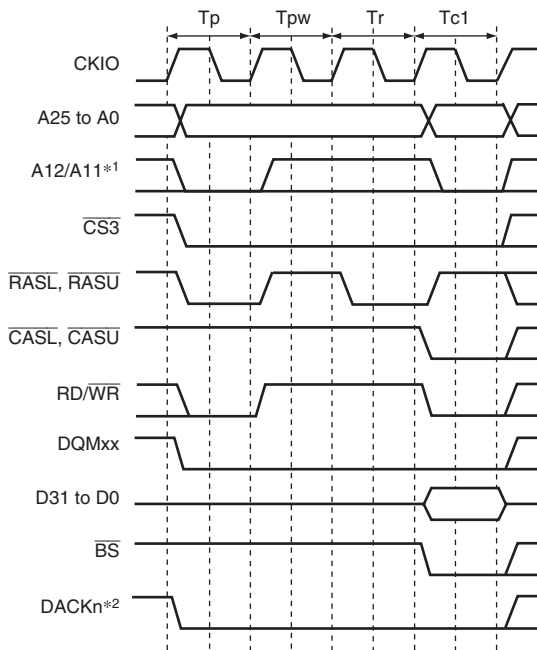 Tp Tpw Tr Tc1
CKIO
A25 to A0
A12/A11*1
CS3
RASL, RASU
CASL, CASU
RD/WR
DQMxx
D31 to D0
BS
DACKn*2